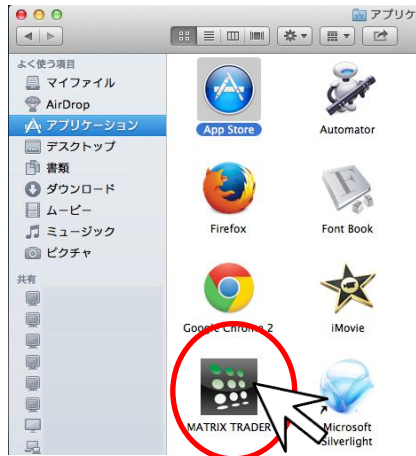 アプリケ
よく使う項目
マイファイル
AirDrop
アプリケーション
デスクトップ
書類
ダウンロード
ムービー
ミュージック
ピクチャ
共有
App Store
Automator
Firefox
Font Book
Google Chrome 2
iMovie
MATRIX TRADER
Microsoft
Silverlight